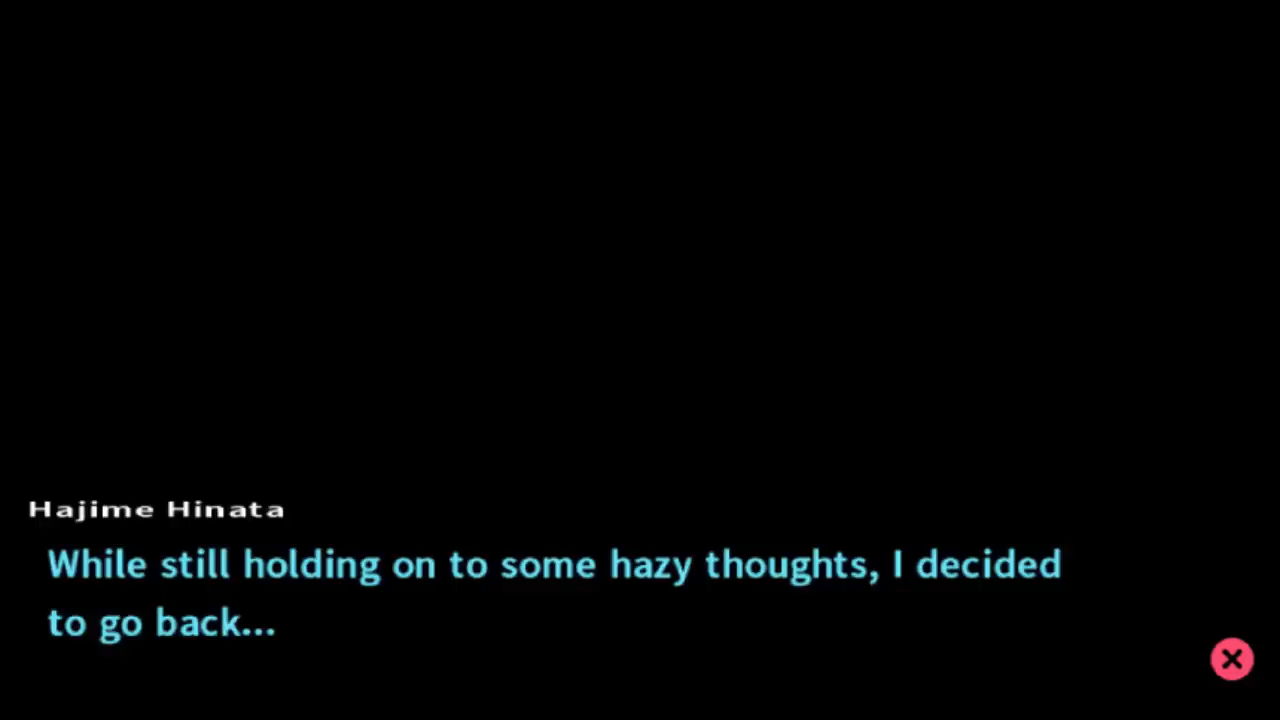 Hajime Hinata
While still holding on to some hazy thoughts, I decided
to go back...